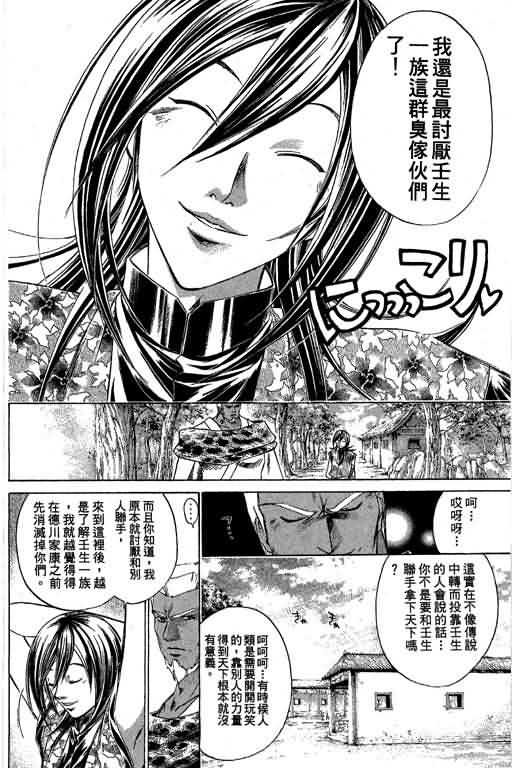 我還是最討厭壬生
一族這群臭傢伙們
了！
にっっっコリ
呵…
哎呀呀…
這實在不像傳說
中轉而投靠壬生
的人會說的話…
你不是要和壬生
聯手拿下天下嗎
？
呵呵呵…有時候人
類是需要開開玩笑
的，靠別人的力量
得到天下根本就沒
有意義。
…
而且你知道，我
原本就討厭和別
人聯手，
來到這裡後，越
是了解壬生一族
，我就越覺得得
在德川家康之前
先消滅掉你們。